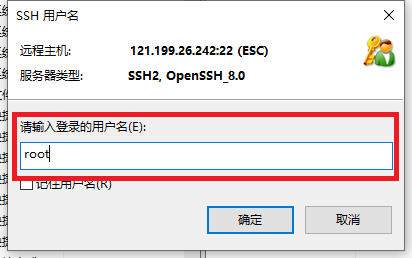 SSH 用户名
远程主机: 121.199.26.242:22 (ESC)
服务器类型: SSH2, OpenSSH_8.0
请输入登录的用户名(E):
root
记住用户名(R)
确定 取消